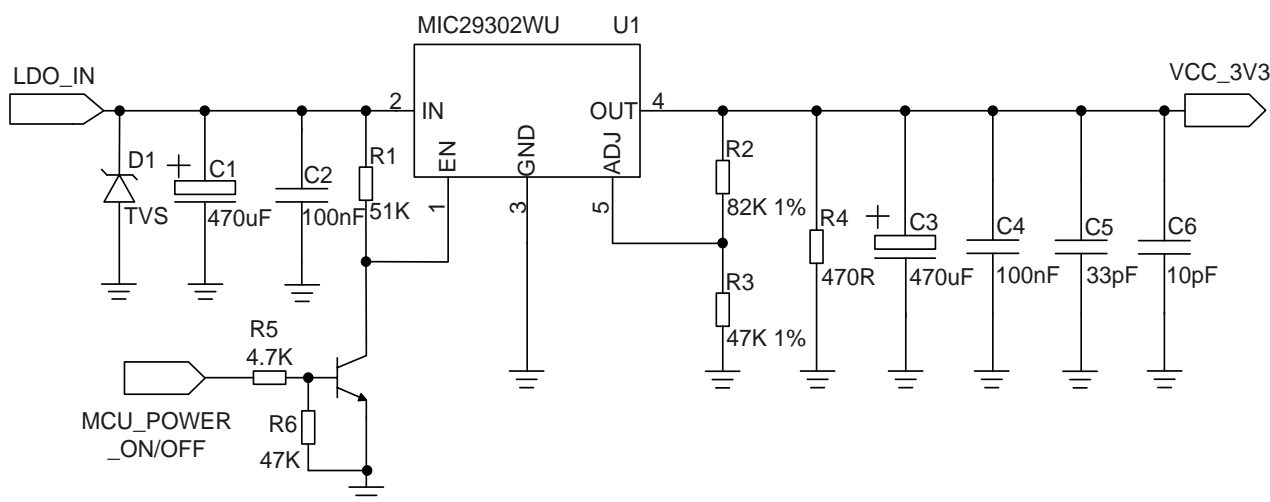 MIC29302WU U1
LDO_IN
VCC_3V3
2 IN
OUT 4
EN
GND
ADJ
1
3
5
D1
TVS
C1
470uF
C2
100nF
R1
51K
R2
82K 1%
R3
47K 1%
R4
470R
C3
470uF
C4
100nF
C5
33pF
C6
10pF
R5
4.7K
MCU_POWER
_ON/OFF
R6
47K